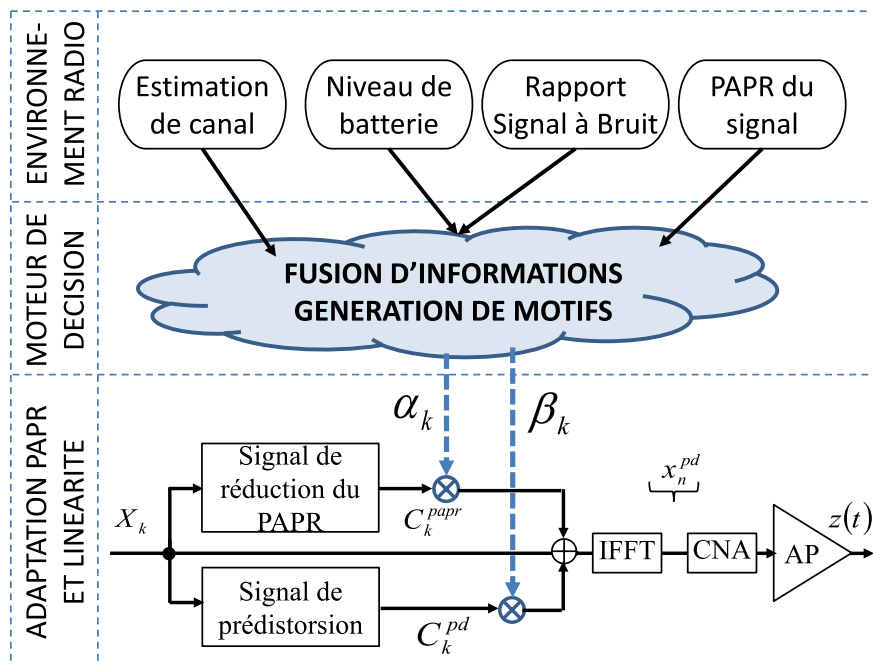 ENVIRONNE-
MENT RADIO
Estimation
de canal
Niveau de
batterie
Rapport
Signal à Bruit
PAPR du
signal
MOTEUR DE
DECISION
FUSION D’INFORMATIONS
GENERATION DE MOTIFS
ADAPTATION PAPR
ET LINEARITE
α_k
β_k
X_k
Signal de
réduction du
PAPR
C_k^{papr}
x_n^{pd}
z(t)
IFFT
CNA
AP
Signal de
prédistorsion
C_k^{pd}